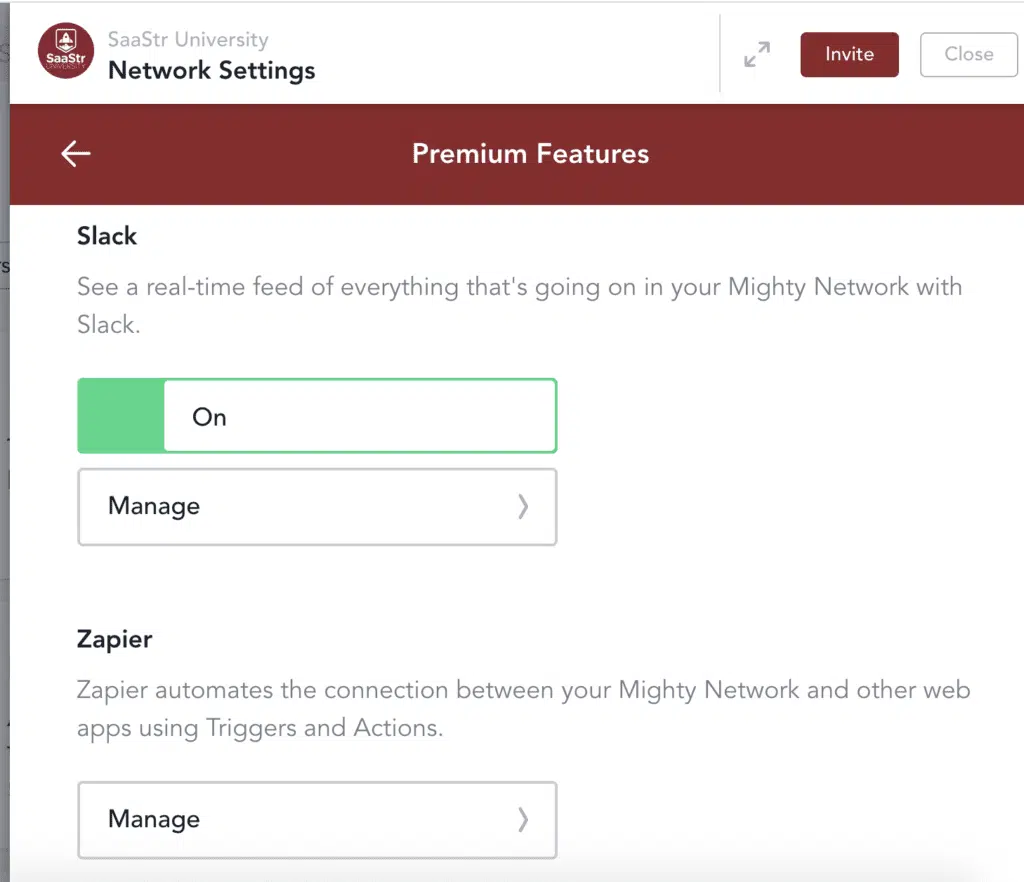 SaaStr University
SaaStr
UNIVERSITY
Network Settings
Invite
Close
Premium Features
Slack
See a real-time feed of everything that's going on in your Mighty Network with
Slack.
On
Manage
Zapier
Zapier automates the connection between your Mighty Network and other web
apps using Triggers and Actions.
Manage